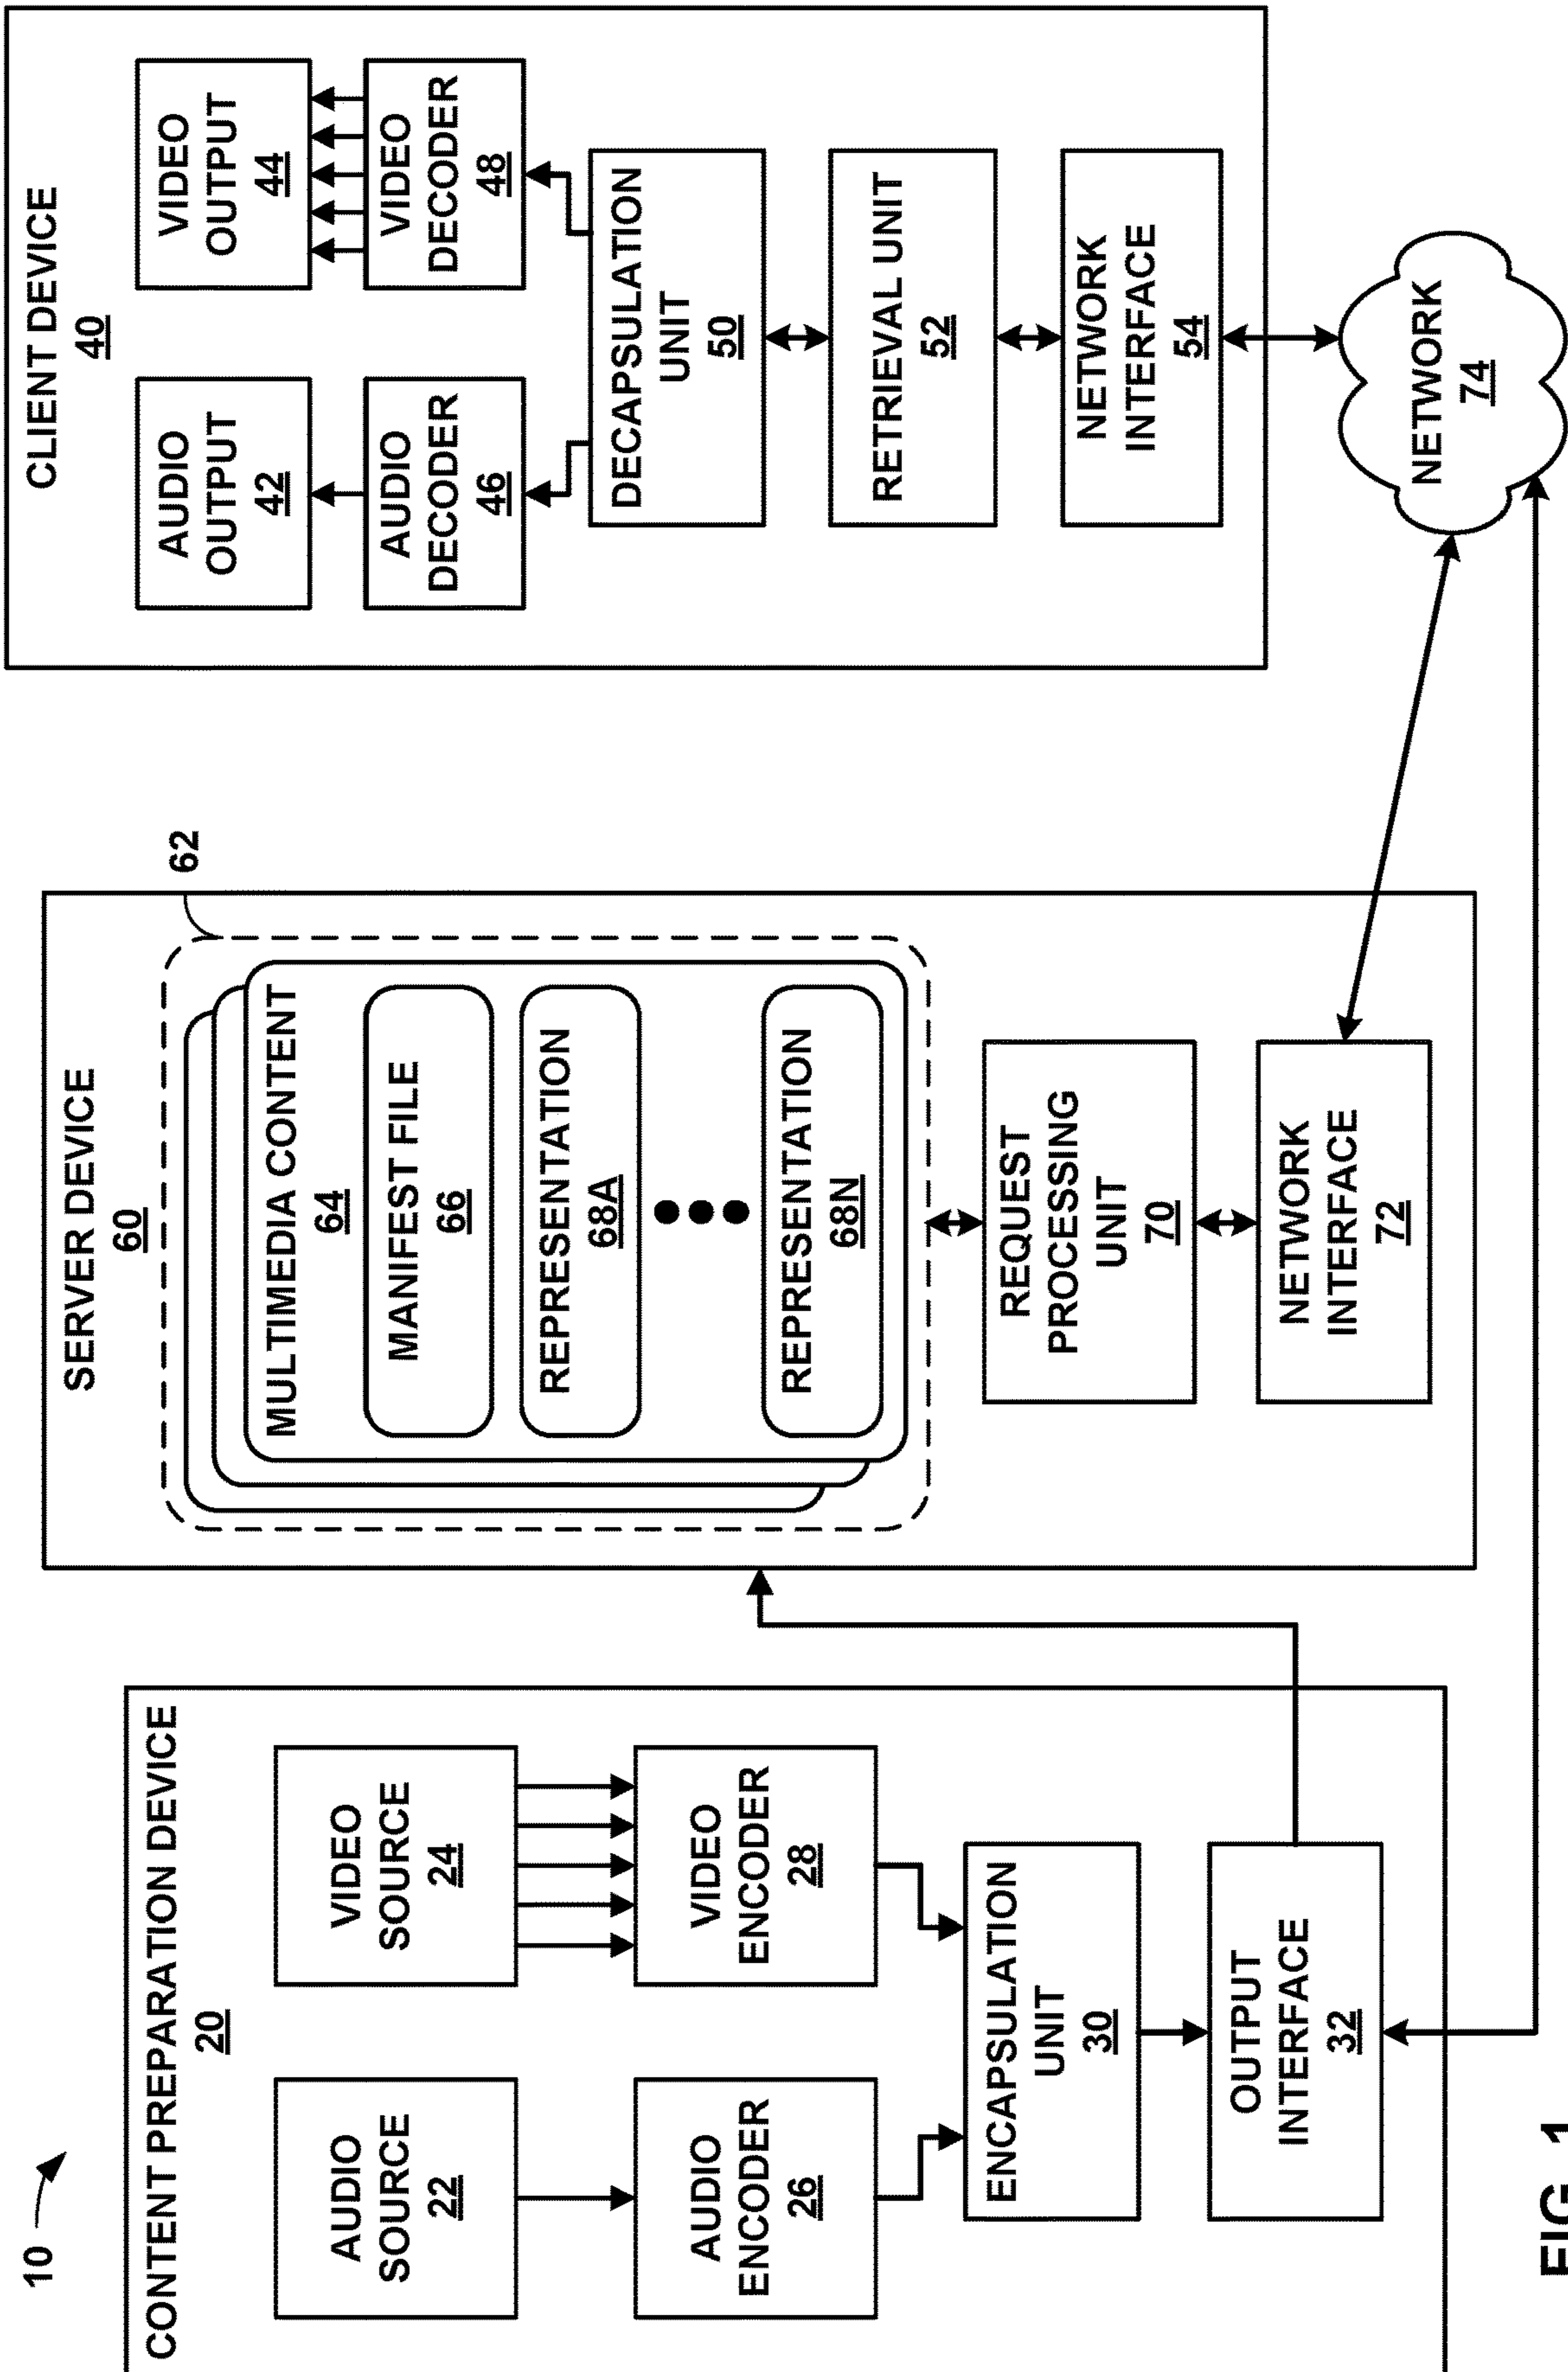 10
CONTENT PREPARATION DEVICE
20
AUDIO
SOURCE
22
VIDEO
SOURCE
24
AUDIO
ENCODER
26
VIDEO
ENCODER
28
ENCAPSULATION
UNIT
30
OUTPUT
INTERFACE
32
SERVER DEVICE
60
62
MULTIMEDIA CONTENT
64
MANIFEST FILE
66
REPRESENTATION
68A
REPRESENTATION
68N
REQUEST
PROCESSING
UNIT
70
NETWORK
INTERFACE
72
CLIENT DEVICE
40
AUDIO
OUTPUT
42
VIDEO
OUTPUT
44
AUDIO
DECODER
46
VIDEO
DECODER
48
DECAPSULATION
UNIT
50
RETRIEVAL UNIT
52
NETWORK
INTERFACE
54
NETWORK
74
FIG. 1